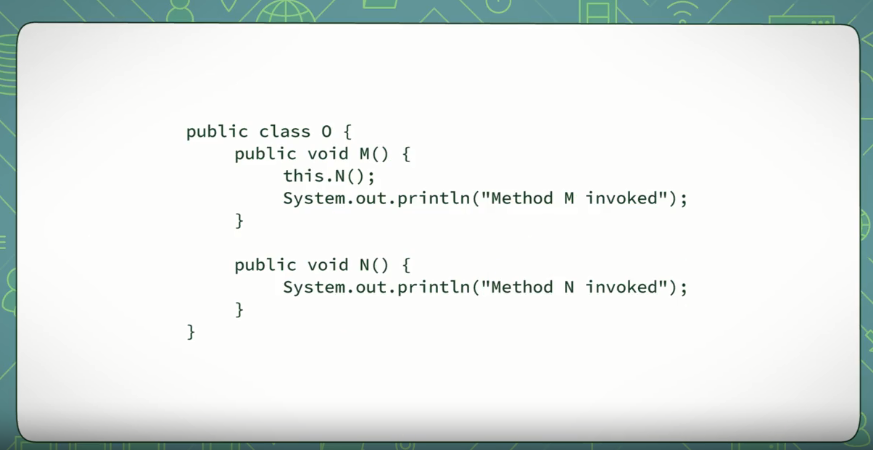 public class O {
public void M() {
this.N();
System.out.println("Method M invoked");
}
public void N() {
System.out.println("Method N invoked");
}
}